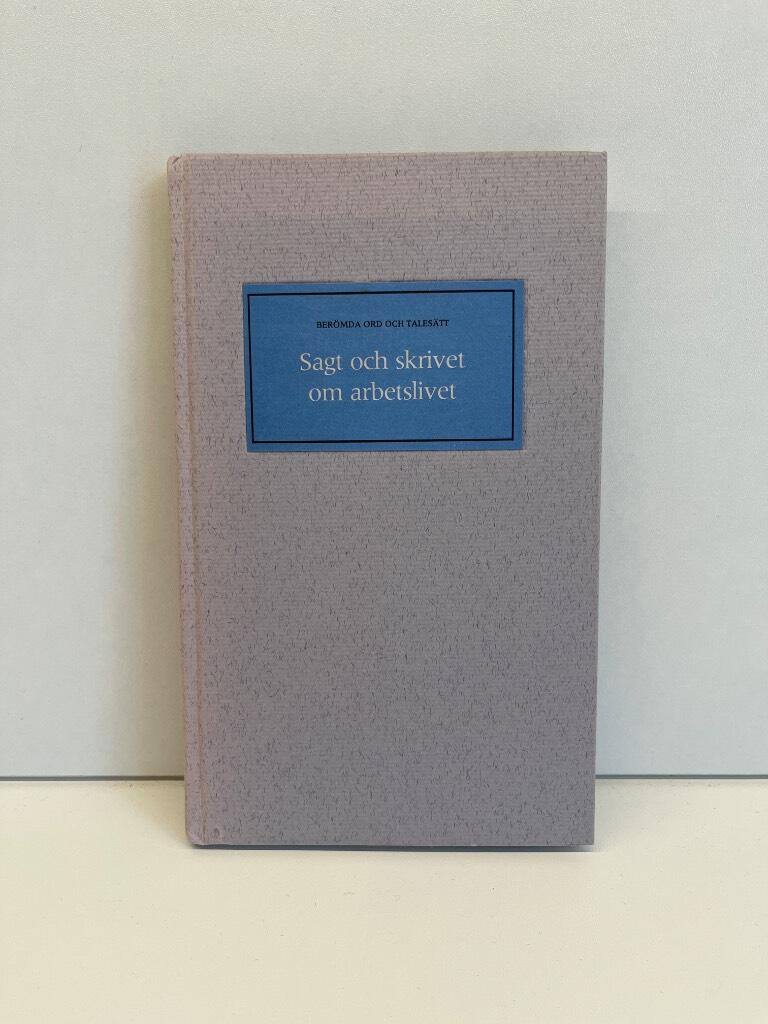 BERÖMDA ORD OCH TALESÄTT
Sagt och skrivet
om arbetslivet